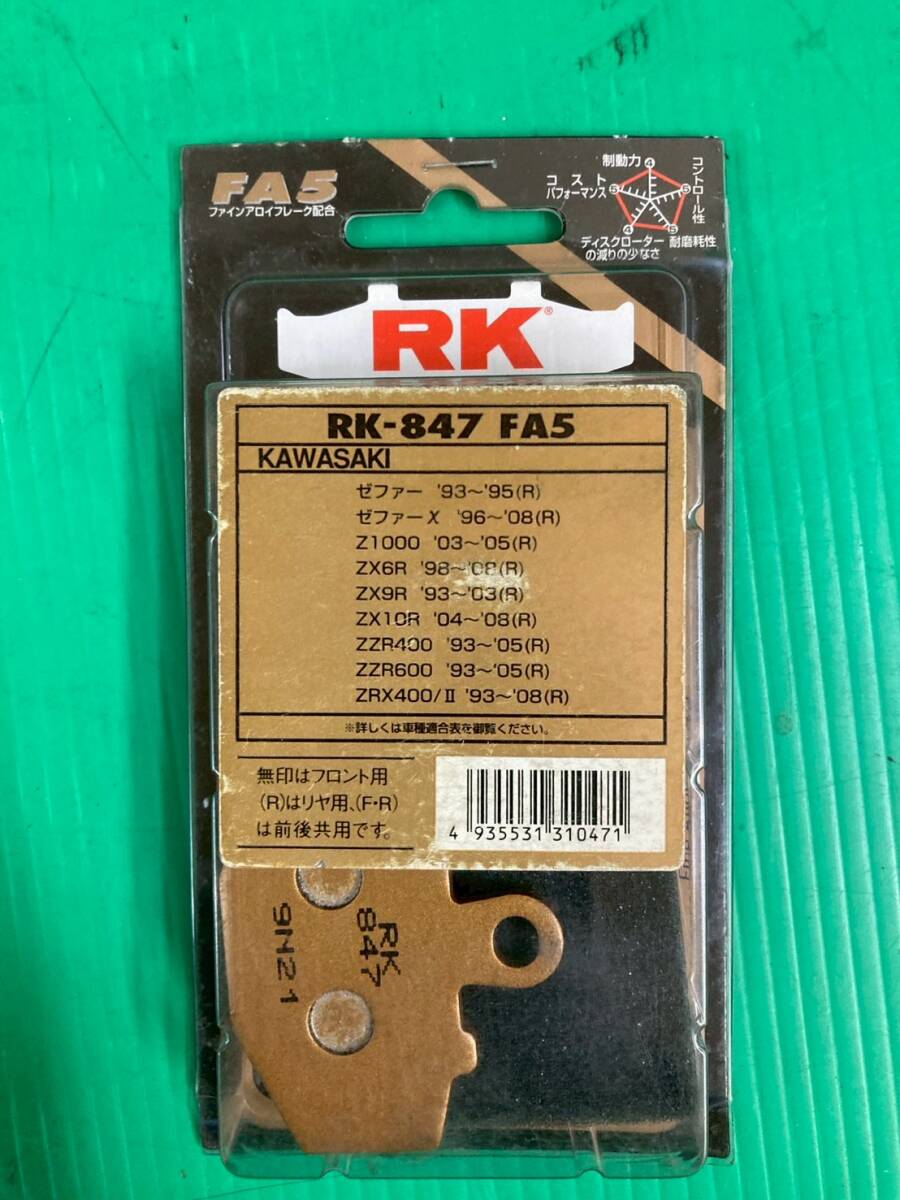 FA5
ファインアロイフレーク配合
制動力
4
コントロール性
5
コスト
パフォーマンス
5
ディスクローター
の減りの少なさ
4
耐磨耗性
5
RK®
RK-847 FA5
KAWASAKI
ゼファー '93～'95(R)
ゼファーχ '96～'08(R)
Z1000 '03～'05(R)
ZX6R '98～'08(R)
ZX9R '93～'03(R)
ZX10R '04～'08(R)
ZZR400 '93～'05(R)
ZZR600 '93～'05(R)
ZRX400/Ⅱ '93～'08(R)
※詳しくは車種適合表を御覧ください。
無印はフロント用
(R)はリヤ用、(F・R)
は前後共用です。
4 935531 310471
RK
847
9N21